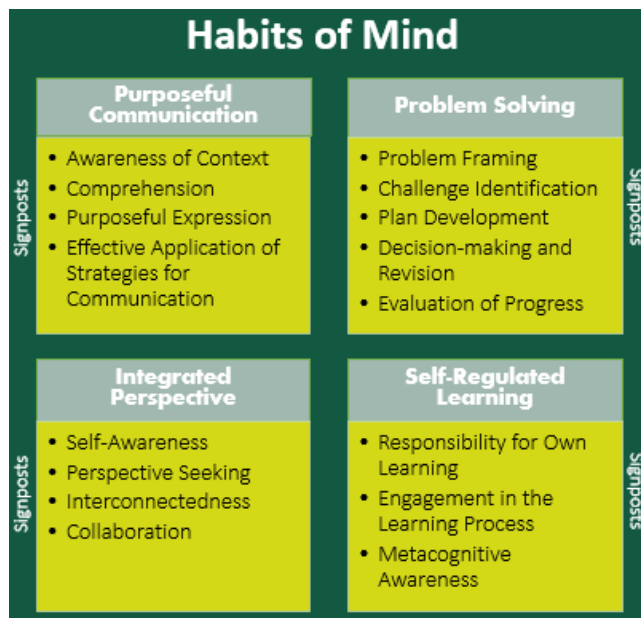 Habits of Mind
Purposeful
Communication
Signposts
• Awareness of Context
• Comprehension
• Purposeful Expression
• Effective Application of
Strategies for
Communication
Problem Solving
• Problem Framing
• Challenge Identification
• Plan Development
• Decision-making and
Revision
• Evaluation of Progress
Signposts
Integrated
Perspective
Signposts
• Self-Awareness
• Perspective Seeking
• Interconnectedness
• Collaboration
Self-Regulated
Learning
• Responsibility for Own
Learning
• Engagement in the
Learning Process
• Metacognitive
Awareness
Signposts